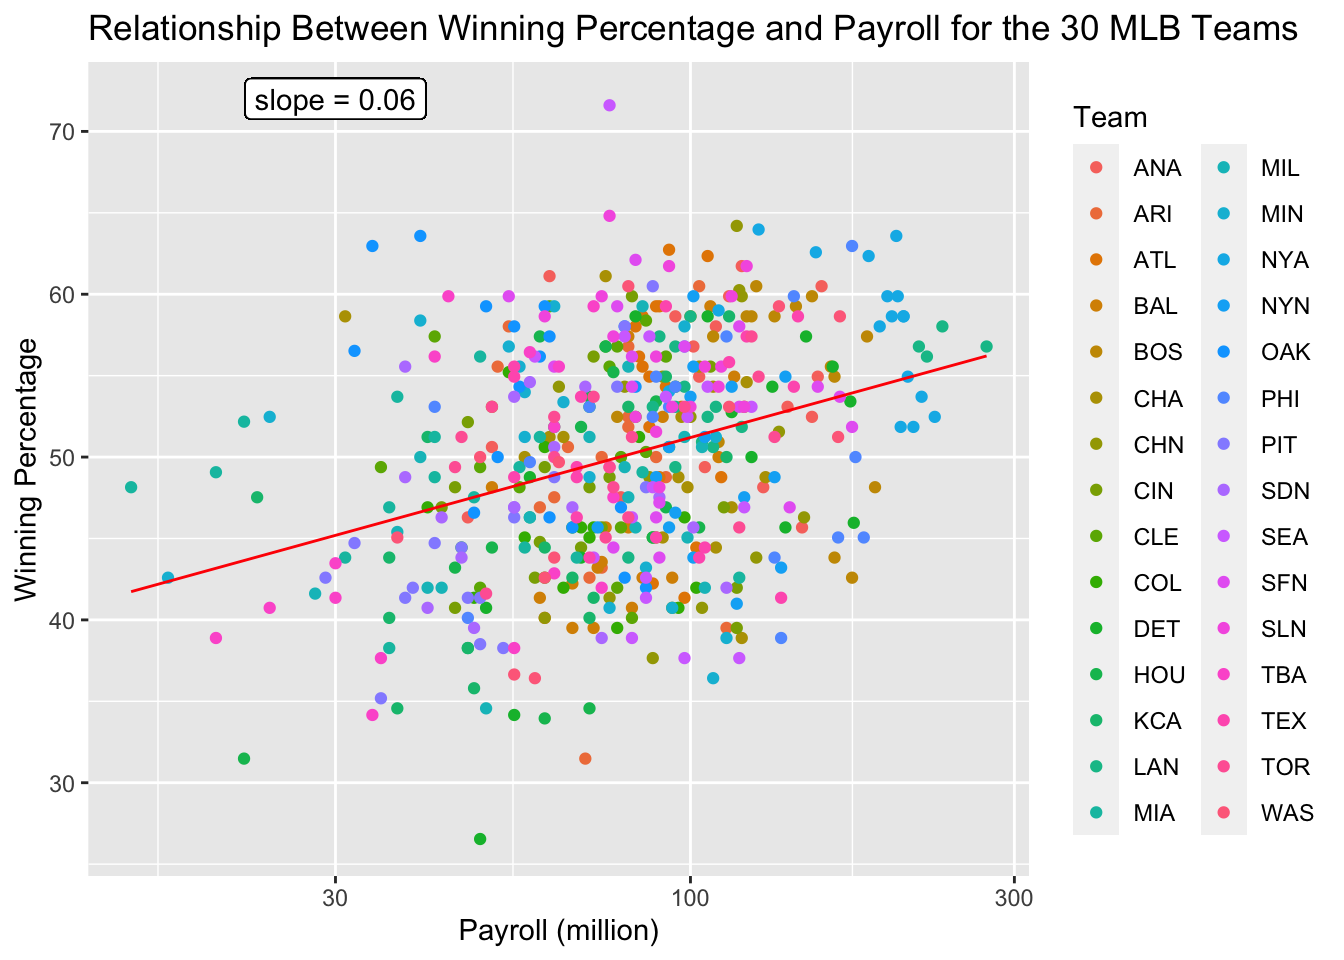 Relationship Between Winning Percentage and Payroll for the 30 MLB Teams
slope = 0.06
Winning Percentage
70
60
50
40
30
30 100 300
Payroll (million)
Team
ANA MIL
ARI MIN
ATL NYA
BAL NYN
BOS OAK
CHA PHI
CHN PIT
CIN SDN
CLE SEA
COL SFN
DET SLN
HOU TBA
KCA TEX
LAN TOR
MIA WAS